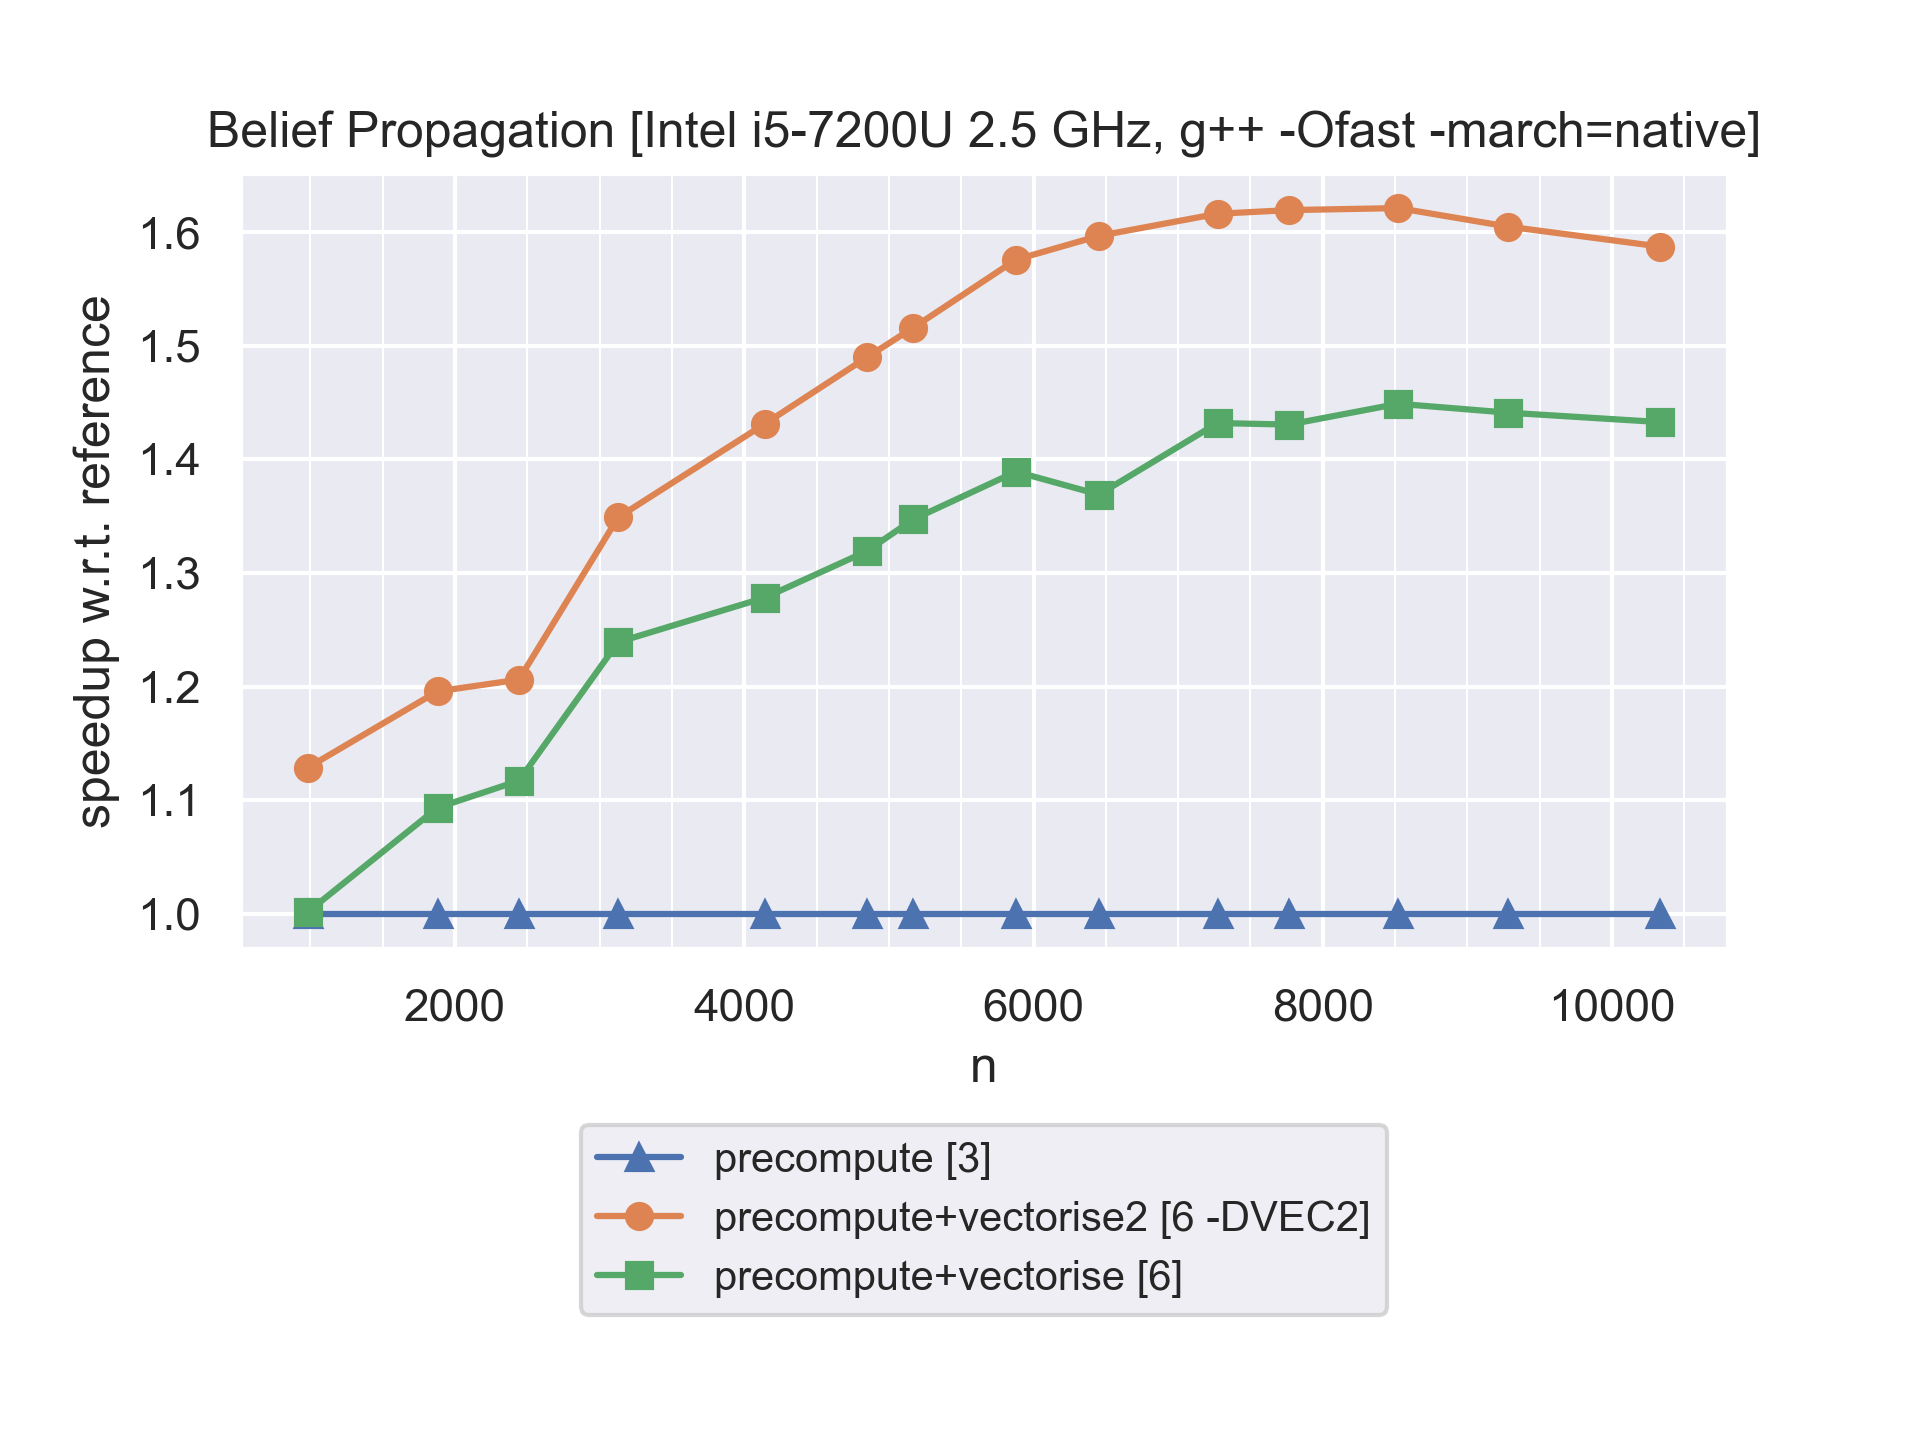 Belief Propagation [Intel i5-7200U 2.5 GHz, g++ -Ofast -march=native]
speedup w.r.t. reference
1.6
1.5
1.4
1.3
1.2
1.1
1.0
2000 4000 6000 8000 10000
n
precompute [3]
precompute+vectorise2 [6 -DVEC2]
precompute+vectorise [6]